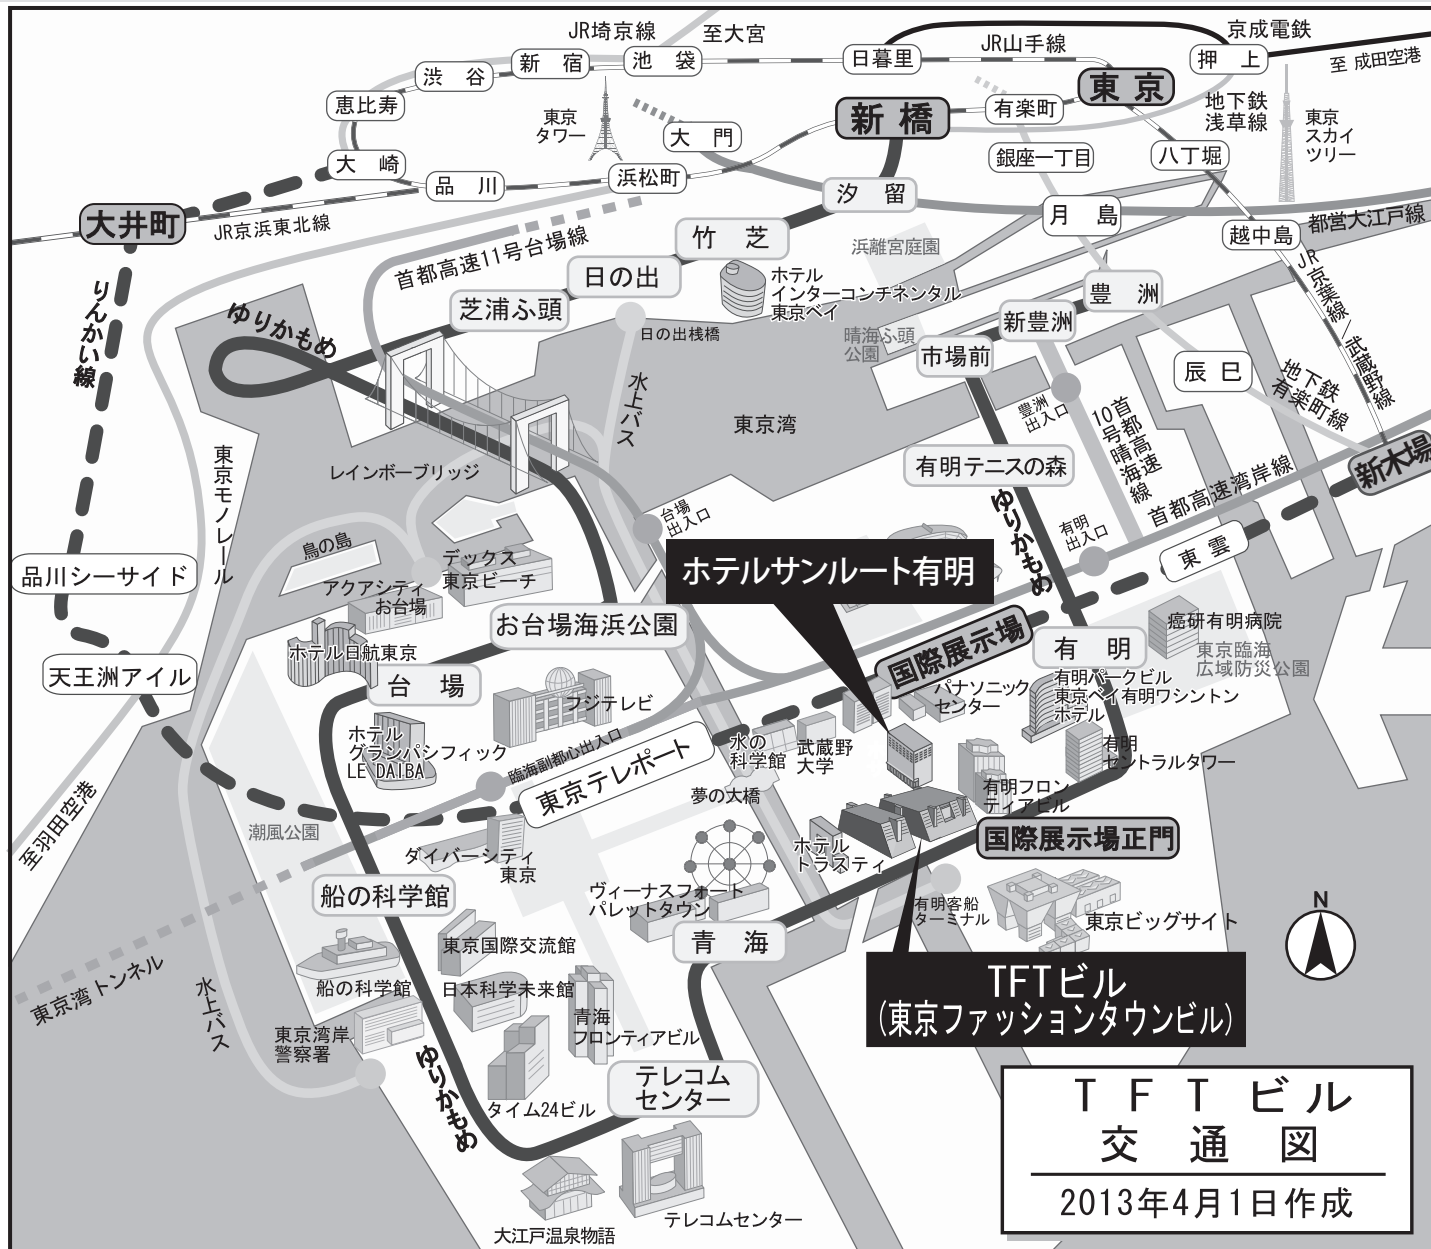 JR埼京線
至大宮
京成電鉄
渋谷
新宿
池袋
日暮里
JR山手線
押上
至 成田空港
恵比寿
東京
タワー
大門
新橋
有楽町
東京
地下鉄
浅草線
東京
スカイ
ツリー
大崎
品川
浜松町
銀座一丁目
八丁堀
大井町
JR京浜東北線
汐留
月島
越中島
都営大江戸線
首都高速11号台場線
竹芝
浜離宮庭園
JR京葉線/武蔵野線
りんかい線
日の出
ホテル
インターコンチネンタル
東京ベイ
豊洲
ゆりかもめ
芝浦ふ頭
日の出桟橋
新豊洲
晴海ふ頭
公園
市場前
辰巳
地下鉄
有楽町線
水上バス
東京湾
豊洲
出入口
10号晴海線
首都高速
東京モノレール
レインボーブリッジ
有明テニスの森
新木場
首都高速湾岸線
台場
出入口
ゆりかもめ
有明
出入口
東雲
鳥の島
デックス
東京ビーチ
ホテルサンルート有明
品川シーサイド
アクアシティ
お台場
お台場海浜公園
国際展示場
癌研有明病院
ホテル日航東京
有明
東京臨海
広域防災公園
天王洲アイル
台場
フジテレビ
パナソニック
センター
有明パークビル
東京ベイ有明ワシントン
ホテル
ホテル
グランパシフィック
LE DAIBA
臨海副都心出入口
東京テレポート
水の
科学館
武蔵野
大学
有明
セントラルタワー
至羽田空港
夢の大橋
有明フロン
ティアビル
潮風公園
ダイバーシティ
東京
ホテル
トラスティ
国際展示場正門
船の科学館
ヴィーナスフォート
パレットタウン
有明客船
ターミナル
東京ビッグサイト
N
東京国際交流館
青海
東京湾トンネル
水上バス
船の科学館
日本科学未来館
TFTビル
(東京ファッションタウンビル)
東京湾岸
警察署
青海
フロンティアビル
ゆりかもめ
タイム24ビル
テレコム
センター
TFTビル
交通図
2013年4月1日作成
大江戸温泉物語
テレコムセンター